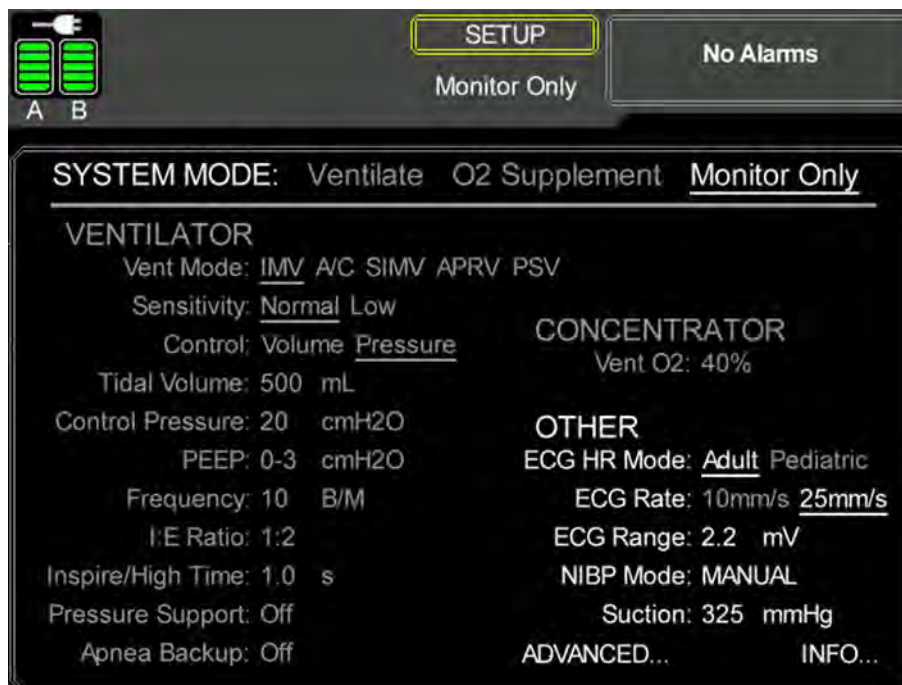 SETUP
No Alarms
Monitor Only
A B
SYSTEM MODE: Ventilate O2 Supplement Monitor Only
VENTILATOR
Vent Mode: IMV A/C SIMV APRV PSV
Sensitivity: Normal Low
Control: Volume Pressure
Tidal Volume: 500 mL
Control Pressure: 20 cmH2O
PEEP: 0-3 cmH2O
Frequency: 10 B/M
I:E Ratio: 1:2
Inspire/High Time: 1.0 s
Pressure Support: Off
Apnea Backup: Off
CONCENTRATOR
Vent O2: 40%
OTHER
ECG HR Mode: Adult Pediatric
ECG Rate: 10mm/s 25mm/s
ECG Range: 2.2 mV
NIBP Mode: MANUAL
Suction: 325 mmHg
ADVANCED... INFO...